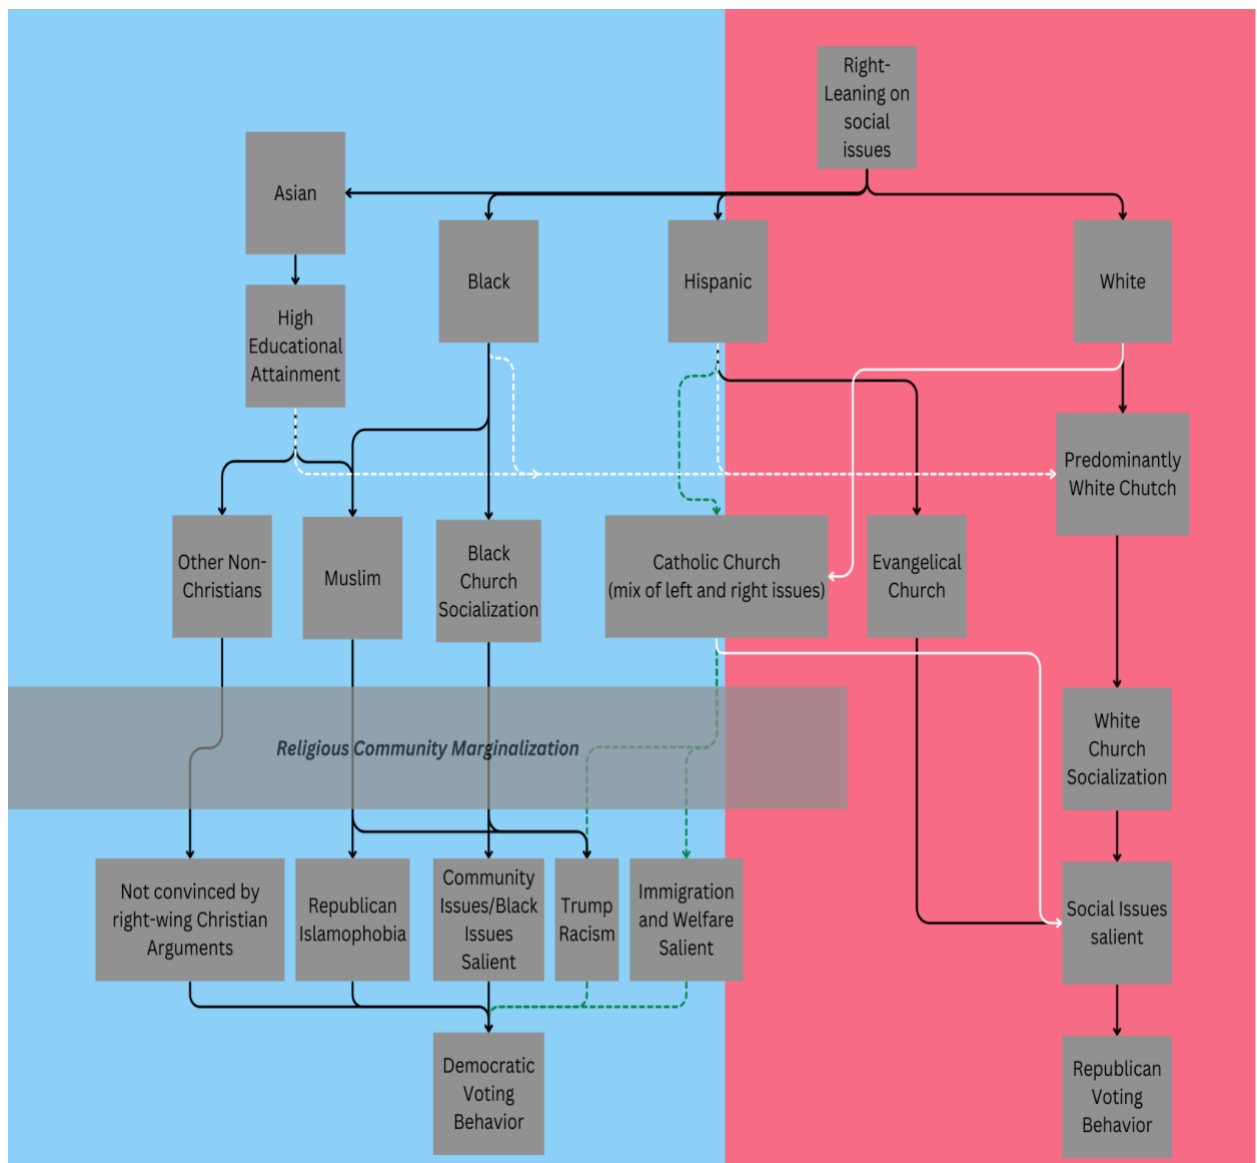 Right-
Leaning on
social
issues
Asian
Black
Hispanic
White
High
Educational
Attainment
Predominantly
White Chutch
Other Non-
Christians
Muslim
Black
Church
Socialization
Catholic Church
(mix of left and right issues)
Evangelical
Church
Religious Community Marginalization
White
Church
Socialization
Not convinced by
right-wing Christian
Arguments
Republican
Islamophobia
Community
Issues/Black
Issues
Salient
Trump
Racism
Immigration
and Welfare
Salient
Social Issues
salient
Democratic
Voting
Behavior
Republican
Voting
Behavior